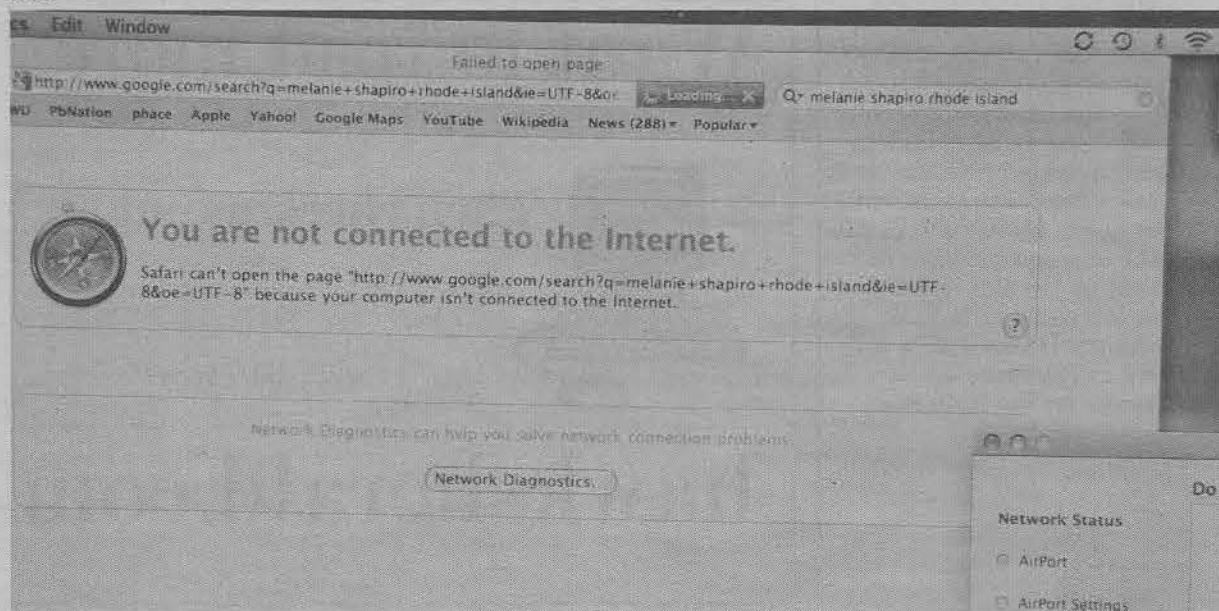 Edit Window
Failed to open page
http://www.google.com/search?q=melanie+shapiro+rhode+island&ie=UTF-8&oe Loading... melanie shapiro rhode island
PbNation phace Apple Yahoo! Google Maps YouTube Wikipedia News (288) Popular
You are not connected to the Internet.
Safari can't open the page "http://www.google.com/search?q=melanie+shapiro+rhode+island&ie=UTF-
8&oe=UTF-8" because your computer isn't connected to the Internet.
?
Network Diagnostics can help you solve network connection problems.
Network Diagnostics.
Do
Network Status
AirPort
AirPort Settings